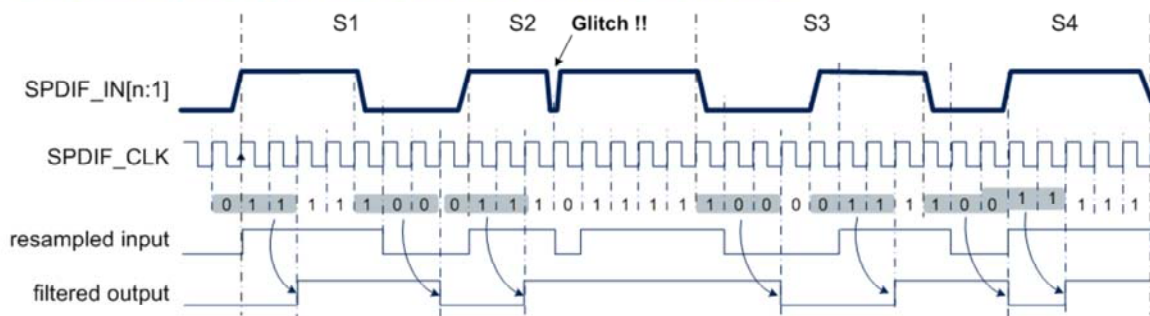 S1 S2 Glitch !! S3 S4
SPDIF_IN[n:1]
SPDIF_CLK
0 1 1 1 1 1 0 0 0 1 1 1 0 1 1 1 1 1 0 0 0 0 1 1 1 1 0 0 1 1 1 1 1
resampled input
filtered output